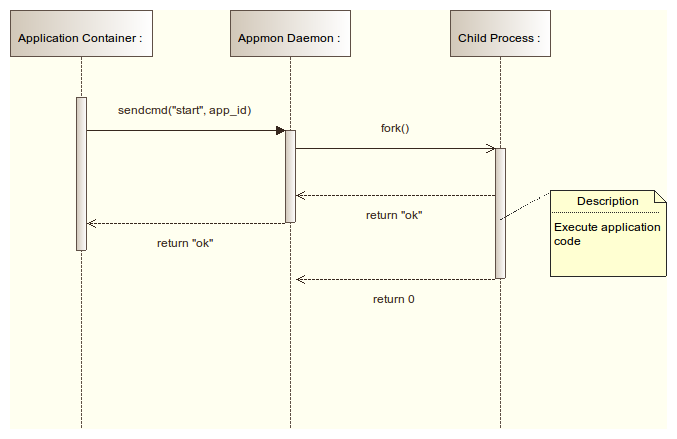 Application Container :
Appmon Daemon :
Child Process :
sendcmd("start", app_id)
fork()
Description
return "ok"
Execute application
code
return "ok"
return 0